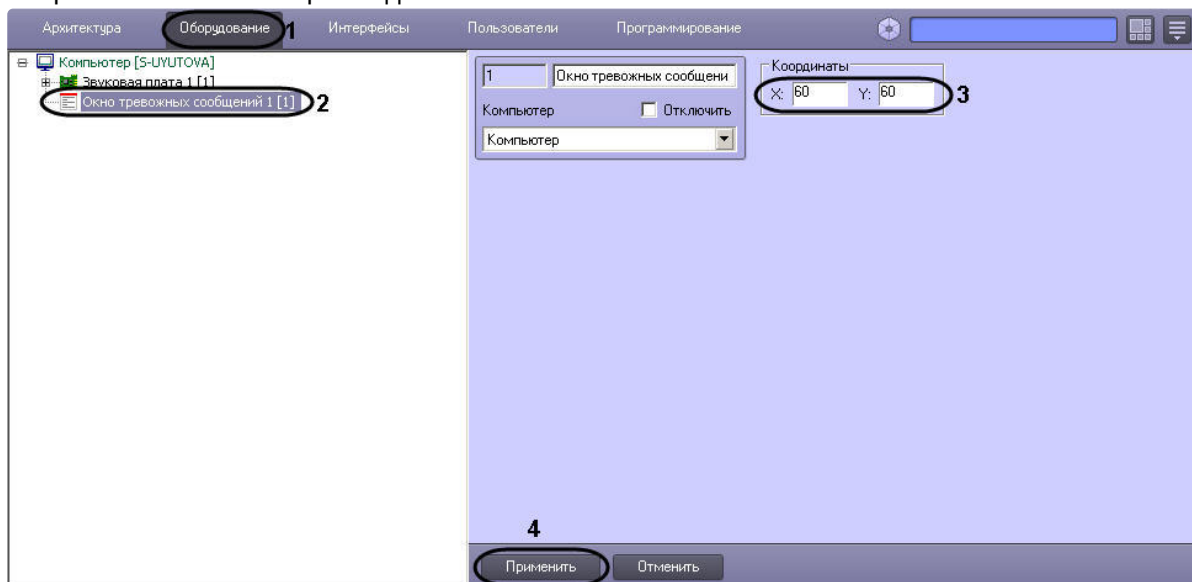 Архитектура Оборудование 1 Интерфейсы Пользователи Программирование
Компьютер [S-UYUTOVA]
Звуковая плата 1 [1]
Окно тревожных сообщений 1 [1] 2
1 Окно тревожных сообщени
Компьютер Отключить
Компьютер
Координаты
X: 60 Y: 60 3
4
Применить Отменить